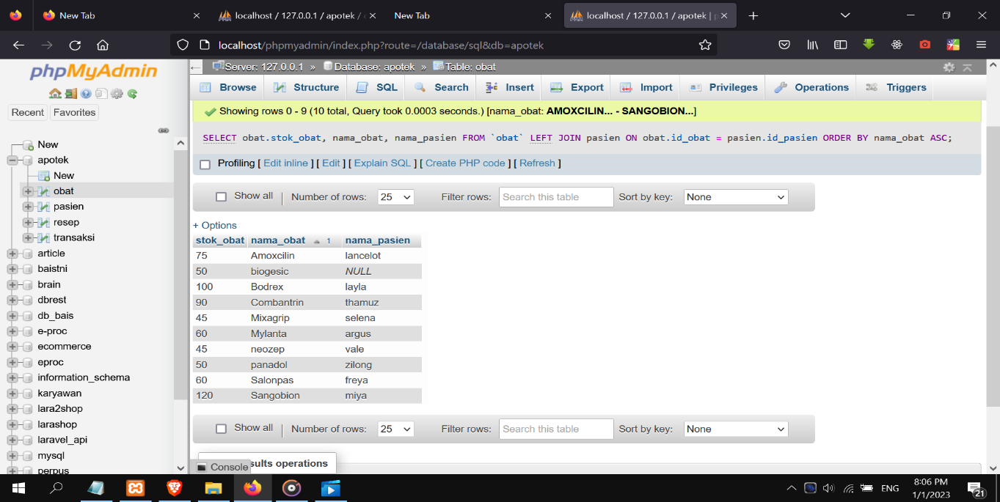 New Tab
localhost / 127.0.0.1 / apotek /
New Tab
localhost / 127.0.0.1 / apotek |
localhost/phpmyadmin/index.php?route=/database/sql&db=apotek
phpMyAdmin
Recent Favorites
New
apotek
New
obat
pasien
resep
transaksi
article
baistni
brain
dbrest
db_bais
e-proc
ecommerce
eproc
information_schema
karyawan
lara2shop
larashop
laravel_api
mysql
perpus
Server: 127.0.0.1 » Database: apotek » Table: obat
Browse Structure SQL Search Insert Export Import Privileges Operations Triggers
Showing rows 0 - 9 (10 total, Query took 0.0003 seconds.) [nama_obat: AMOXCILIN... - SANGOBION...]
SELECT obat.stok_obat, nama_obat, nama_pasien FROM `obat` LEFT JOIN pasien ON obat.id_obat = pasien.id_pasien ORDER BY nama_obat ASC;
Profiling [ Edit inline ] [ Edit ] [ Explain SQL ] [ Create PHP code ] [ Refresh ]
Show all | Number of rows: 25 Filter rows: Search this table Sort by key: None
+ Options
stok_obat nama_obat 1 nama_pasien
75 Amoxcilin lancelot
50 biogesic NULL
100 Bodrex layla
90 Combantrin thamuz
45 Mixagrip selena
60 Mylanta argus
45 neozep vale
50 panadol zilong
60 Salonpas freya
120 Sangobion miya
Show all | Number of rows: 25 Filter rows: Search this table Sort by key: None
Console sults operations
ENG
8:06 PM
1/1/2023
21